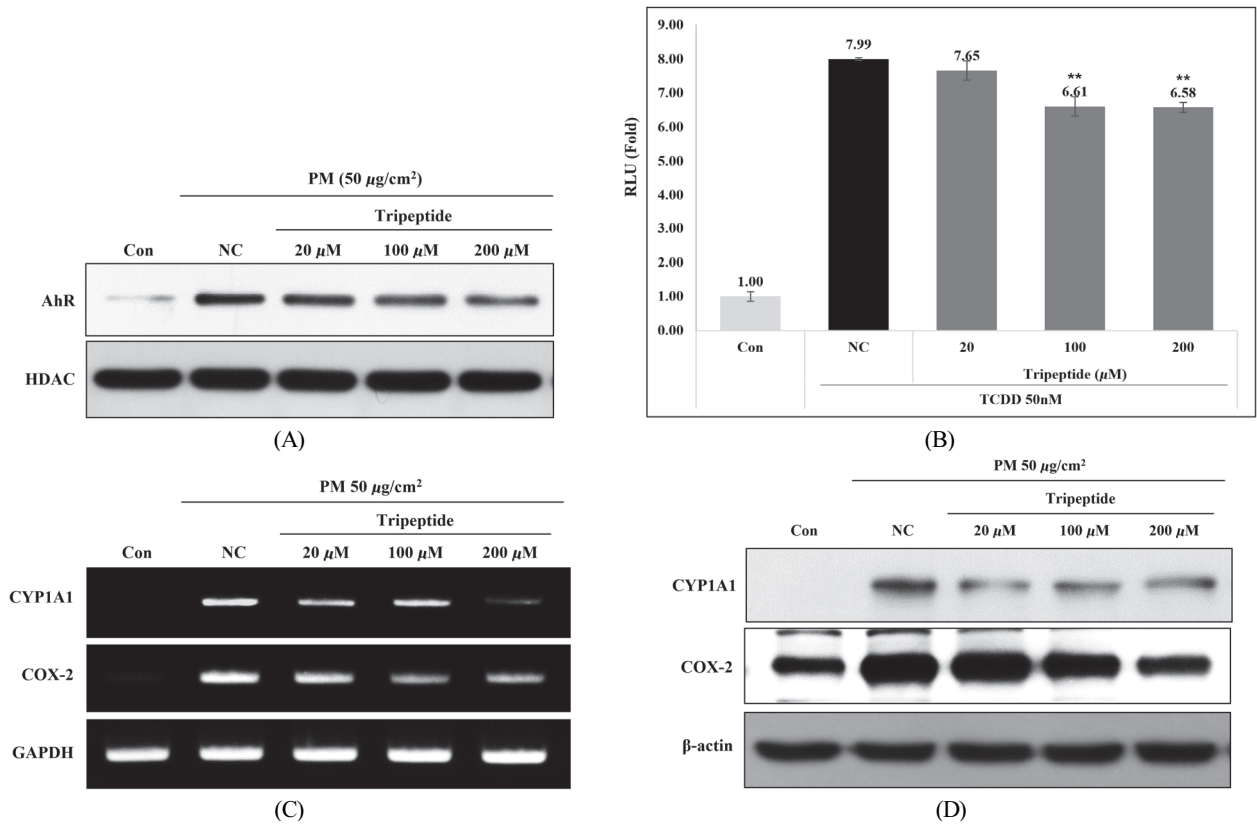 PM (50 µg/cm²)
Tripeptide
Con NC 20 µM 100 µM 200 µM
AhR
HDAC
(A)
9.00
8.00
7.00
6.00
5.00
4.00
3.00
2.00
1.00
0.00
RLU (Fold)
1.00
7.99
7.65
**
6.61
**
6.58
Con NC 20 100 200
Tripeptide (µM)
TCDD 50nM
(B)
PM 50 µg/cm²
Tripeptide
Con NC 20 µM 100 µM 200 µM
CYP1A1
COX-2
GAPDH
(C)
PM 50 µg/cm²
Tripeptide
Con NC 20 µM 100 µM 200 µM
CYP1A1
COX-2
β-actin
(D)